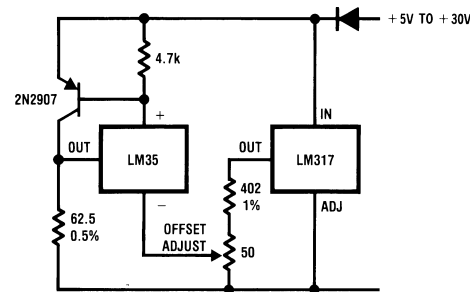 +5V TO +30V
4.7k
2N2907
+
IN
OUT
LM35
OUT
LM317
−
402
1%
ADJ
62.5
0.5%
OFFSET
ADJUST
50